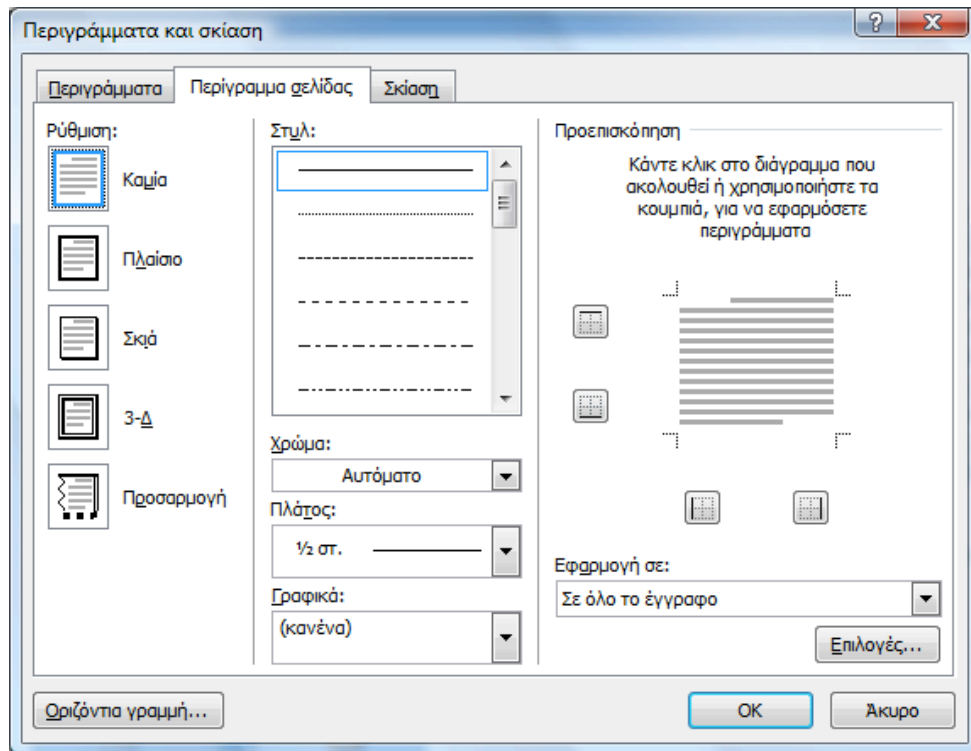 Περιγράμματα και σκίαση
?
X
Περιγράμματα
Περίγραμμα σελίδας
Σκίαση
Ρύθμιση:
Καμία
Πλαίσιο
Σκιά
3-Δ
Προσαρμογή
Στυλ:
Χρώμα:
Αυτόματο
Πλάτος:
½ στ.
Γραφικά:
(κανένα)
Προεπισκόπηση
Κάντε κλικ στο διάγραμμα που
ακολουθεί ή χρησιμοποιήστε τα
κουμπιά, για να εφαρμόσετε
περιγράμματα
Εφαρμογή σε:
Σε όλο το έγγραφο
Επιλογές...
Οριζόντια γραμμή...
OK
Άκυρο